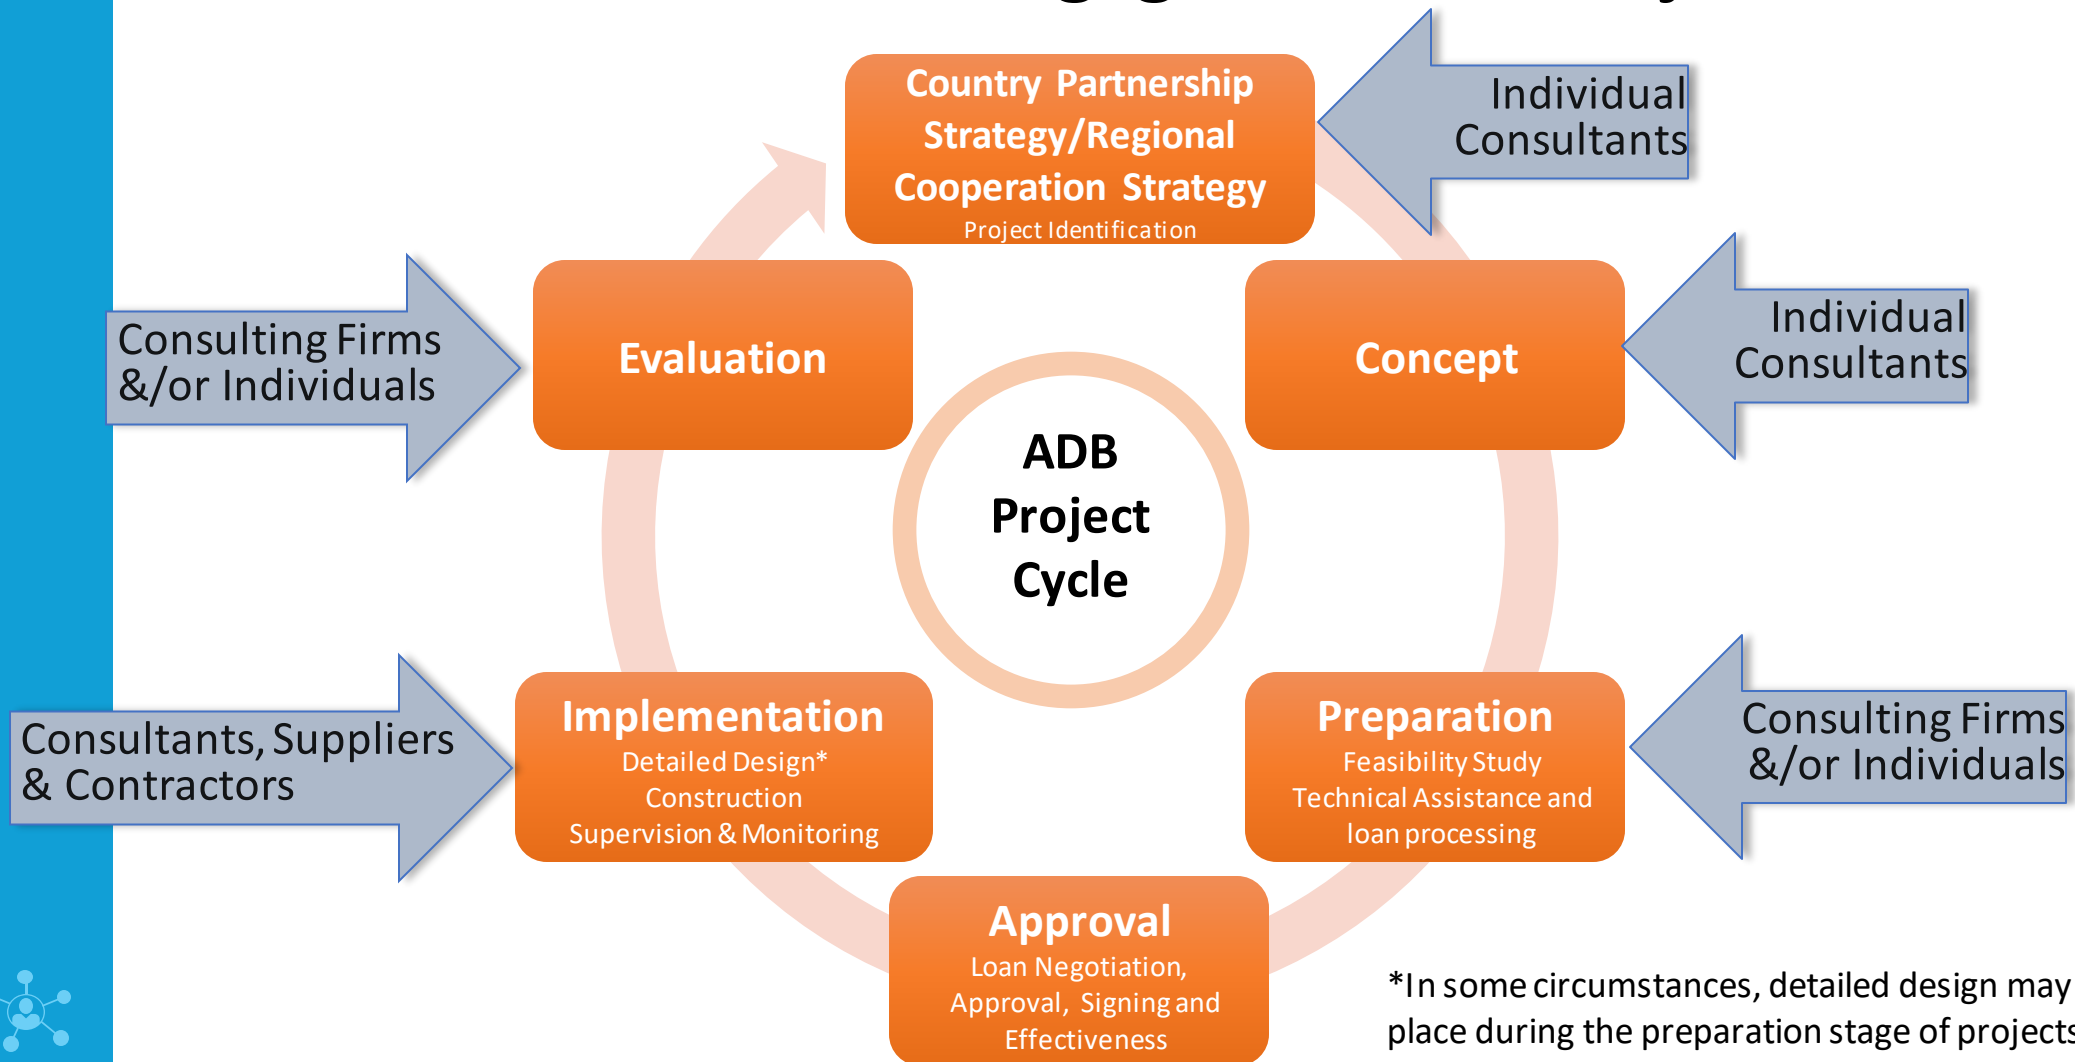 Country Partnership
Strategy/Regional
Cooperation Strategy
Project Identification
Individual
Consultants
Concept
Individual
Consultants
Evaluation
Consulting Firms
&/or Individuals
ADB
Project
Cycle
Implementation
Detailed Design*
Construction
Supervision & Monitoring
Consultants, Suppliers
& Contractors
Preparation
Feasibility Study
Technical Assistance and
loan processing
Consulting Firms
&/or Individuals
Approval
Loan Negotiation,
Approval, Signing and
Effectiveness
*In some circumstances, detailed design may
place during the preparation stage of projects